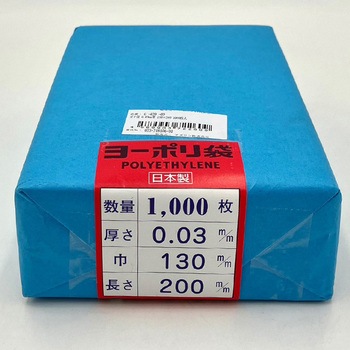 ヨーポリ袋
POLYETHYLENE
日本製
数量 1,000 枚
厚さ 0.03 m/m
巾 130 m/m
長さ 200 m/m